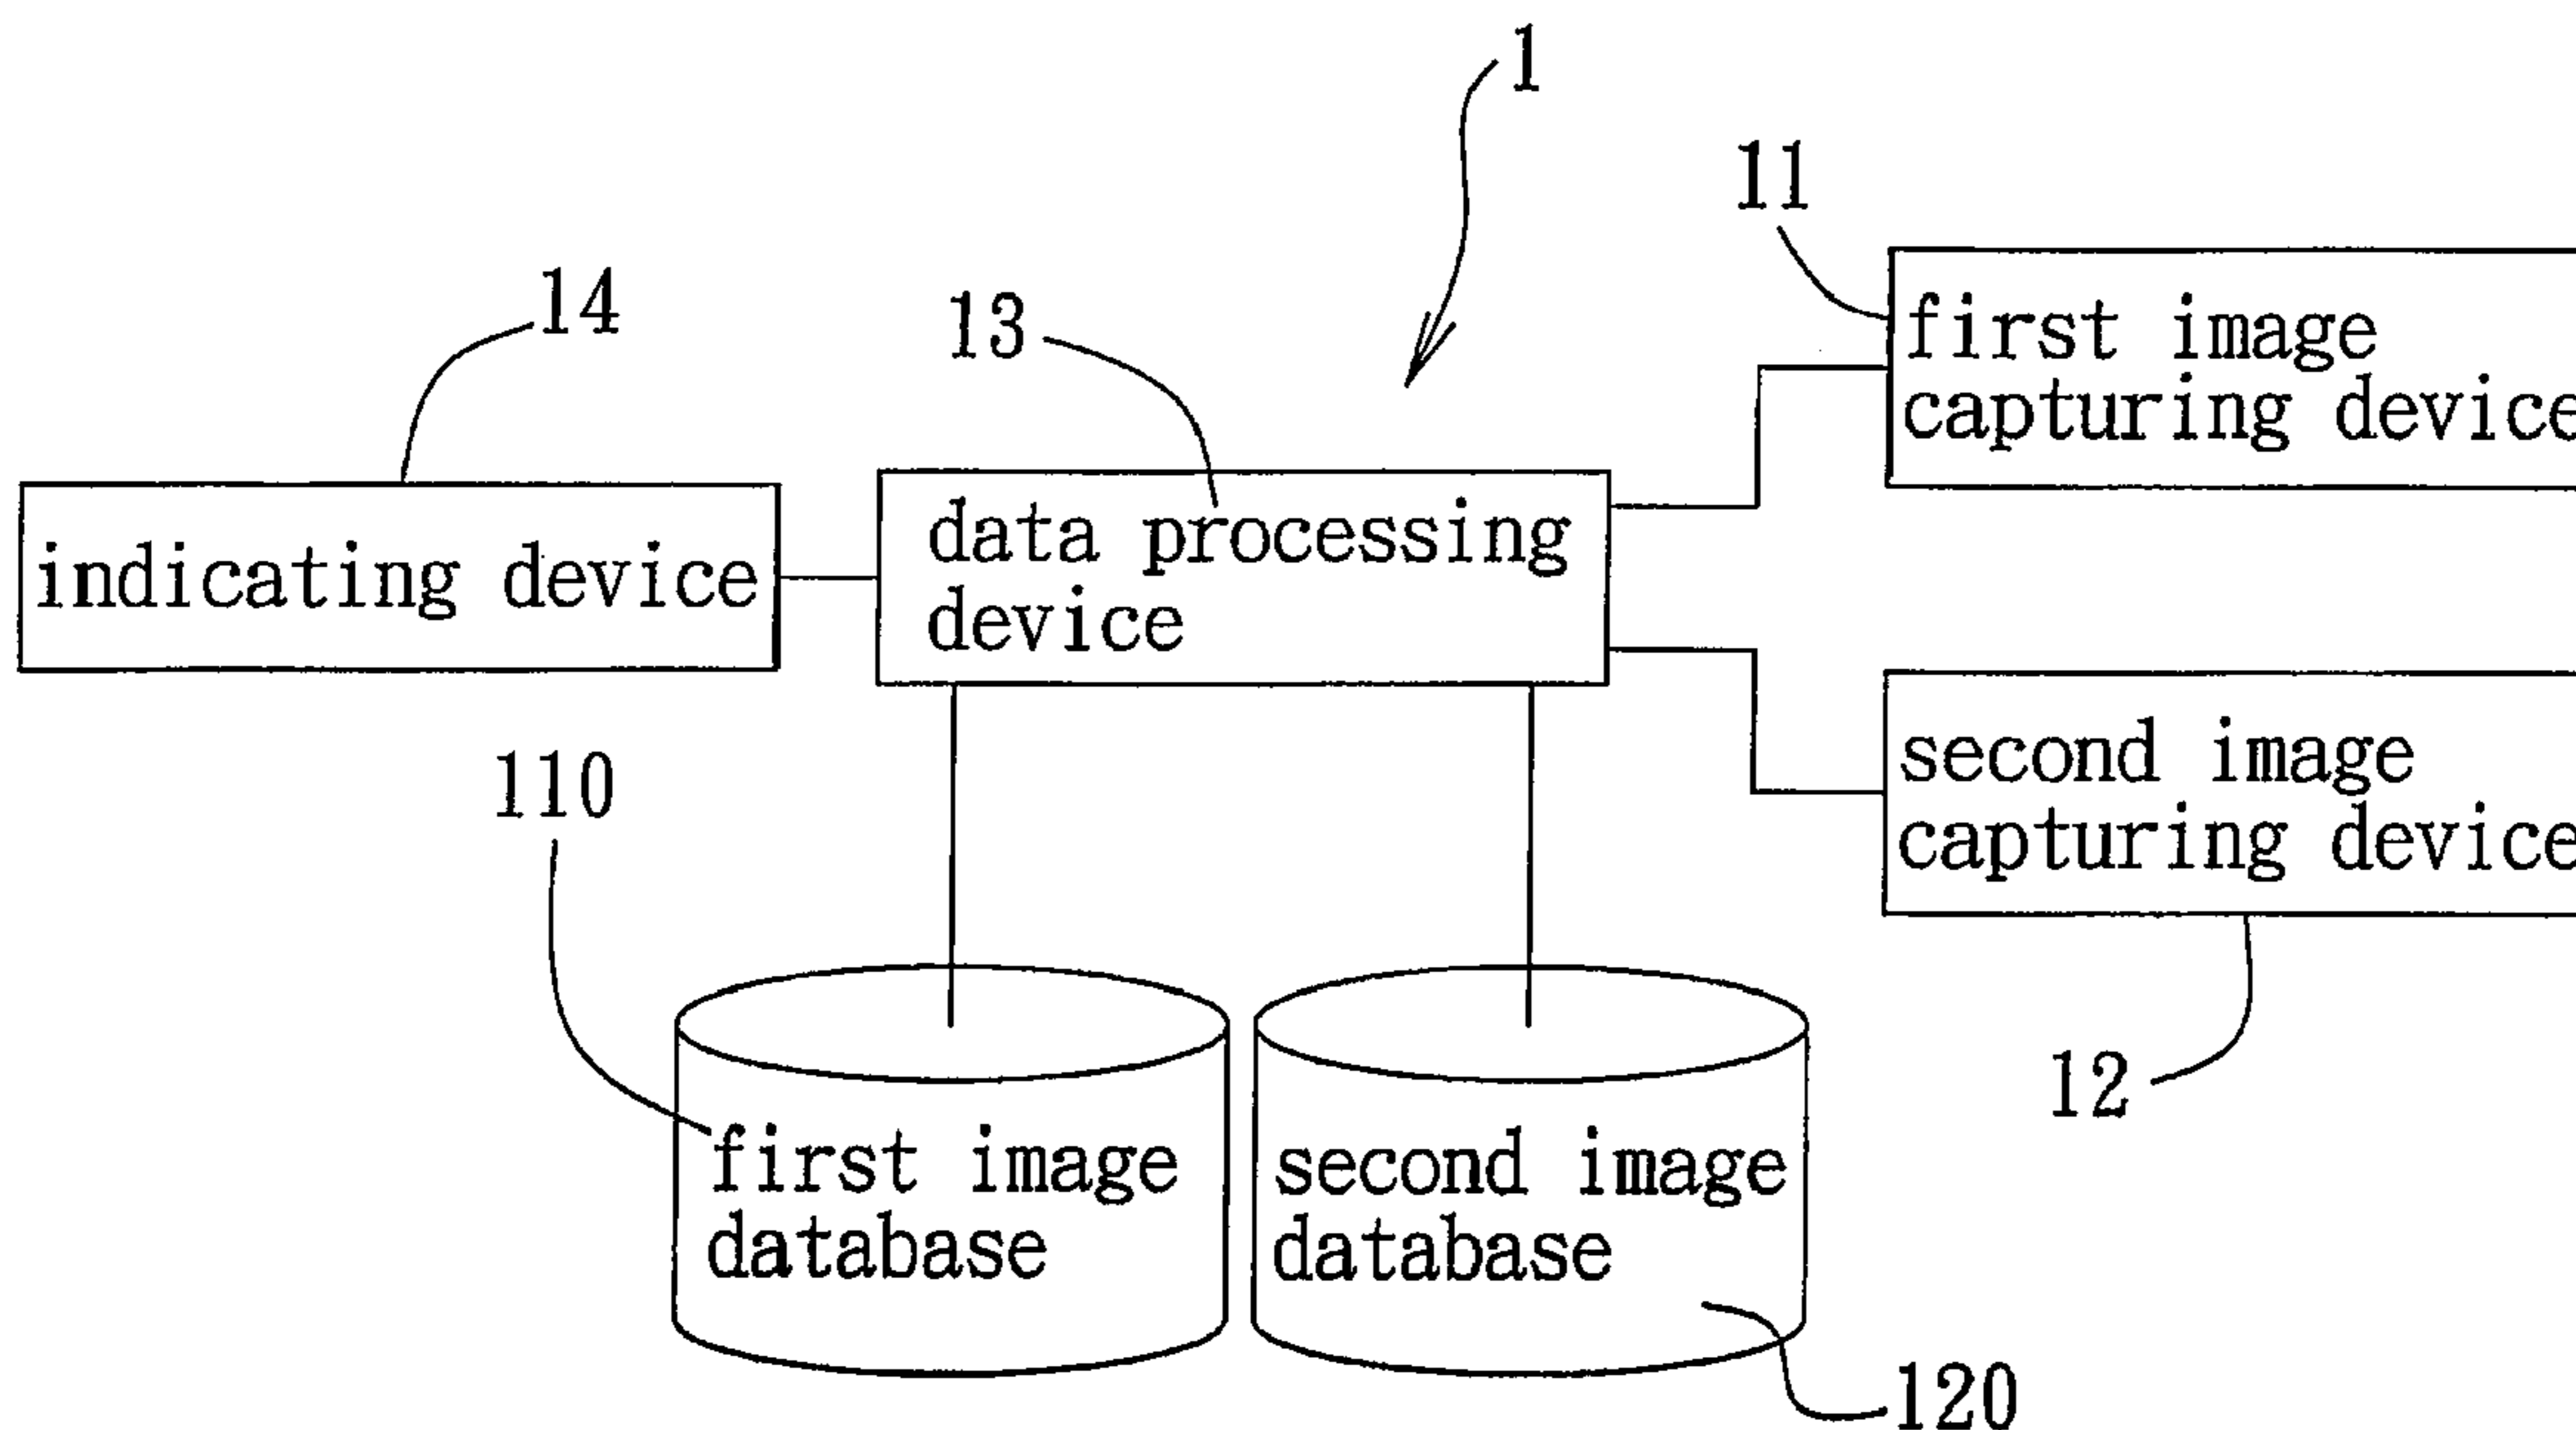 1
11
first image
capturing device
14
13
indicating device
data processing
device
second image
capturing device
110
12
first image
database
second image
database
120